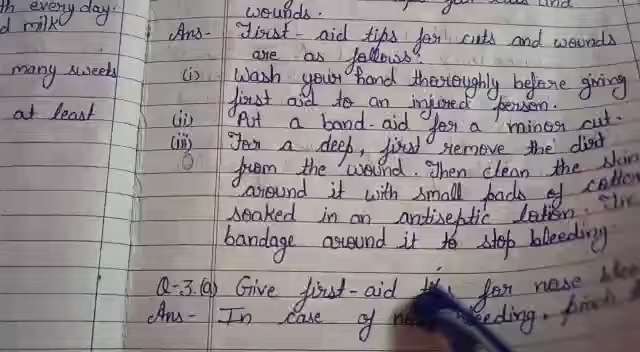 th every day.
d milk
many sweets
at least
wounds.
Ans- First-aid tips for cuts and wounds
are as follows:
(i) Wash your hand thoroughly before giving
first aid to an injured person.
(ii) Put a band-aid for a minor cut.
(iii) For a deep, first remove the dirt
from the wound. Then clean the skin
around it with small pads of cotton
soaked in an antiseptic lotion. Tie
bandage around it to stop bleeding.
Q-3.(a) Give first-aid for nose
Ans- In case of